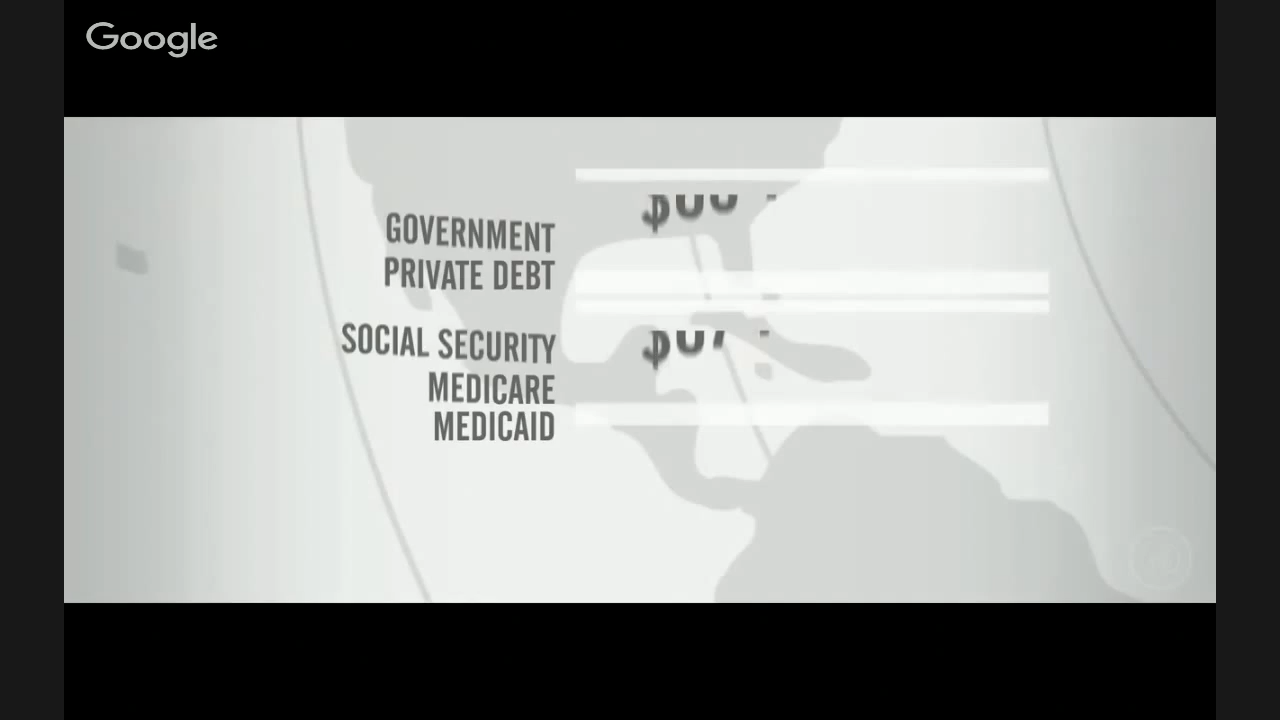 Google
GOVERNMENT
PRIVATE DEBT
SOCIAL SECURITY
MEDICARE
MEDICAID